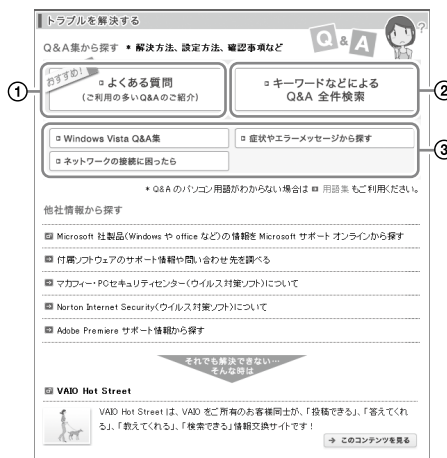 トラブルを解決する
Q&A集から探す * 解決方法、設定方法、確認事項など
Q & A ?
①
おすすめ!
よくある質問
(ご利用の多いQ&Aのご紹介)
キーワードなどによる
Q&A 全件検索
②
Windows Vista Q&A集
症状やエラーメッセージから探す
③
ネットワークの接続に困ったら
* Q&A のパソコン用語がわからない場合は 用語集 もご利用ください。
他社情報から探す
Microsoft 社製品(Windows や office など)の情報を Microsoft サポート オンラインから探す
付属ソフトウェアのサポート情報や問い合わせ先を調べる
マカフィー・PCセキュリティセンター(ウイルス対策ソフト)について
Norton Internet Security(ウイルス対策ソフト)について
Adobe Premiere サポート情報から探す
それでも解決できない…
そんな時は
VAIO Hot Street
VAIO Hot Street は、VAIO をご所有のお客様同士が、「投稿できる」、「答えてくれ
る」、「教えてくれる」、「検索できる」情報交換サイトです!
→ このコンテンツを見る